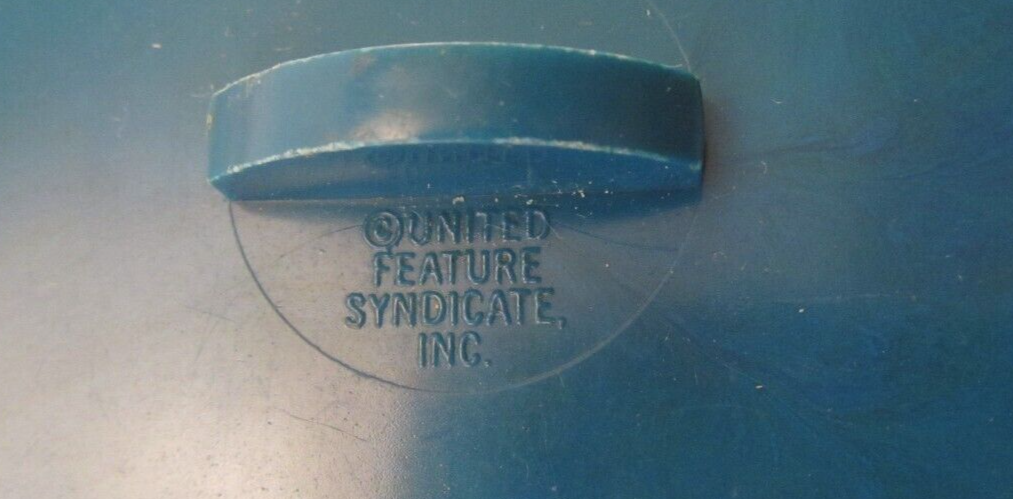 ©UNITED
FEATURE
SYNDICATE,
INC.